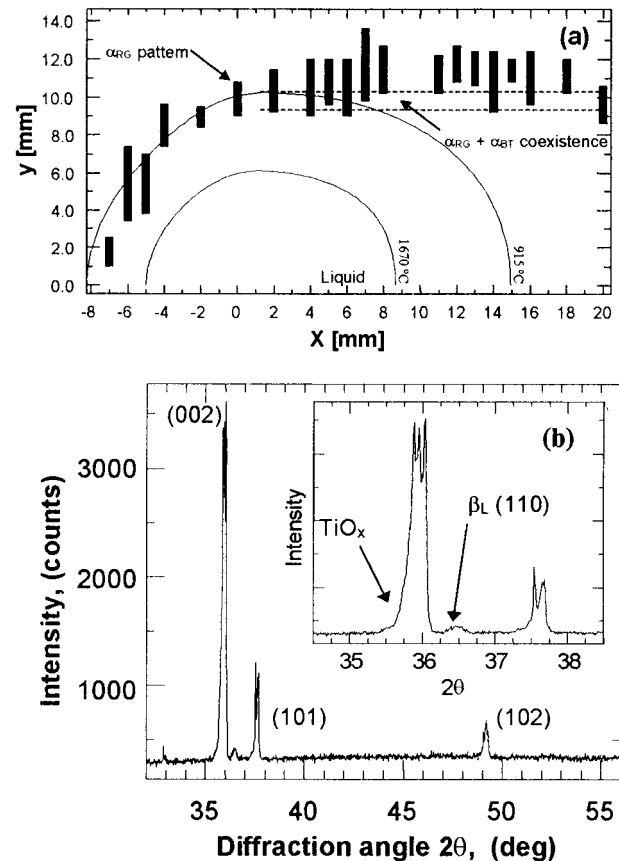 (a)
α_RG pattern
α_RG + α_BT coexistence
1670 °C
915 °C
Liquid
y [mm]
14.0
12.0
10.0
8.0
6.0
4.0
2.0
0.0
-8 -6 -4 -2 0 2 4 6 8 10 12 14 16 18 20
X [mm]
(b)
(002)
(101)
(102)
TiOₓ
β_L (110)
Intensity
35 36 37 38
2θ
Intensity, (counts)
3000
2000
1000
36 40 45 50 55
Diffraction angle 2θ, (deg)